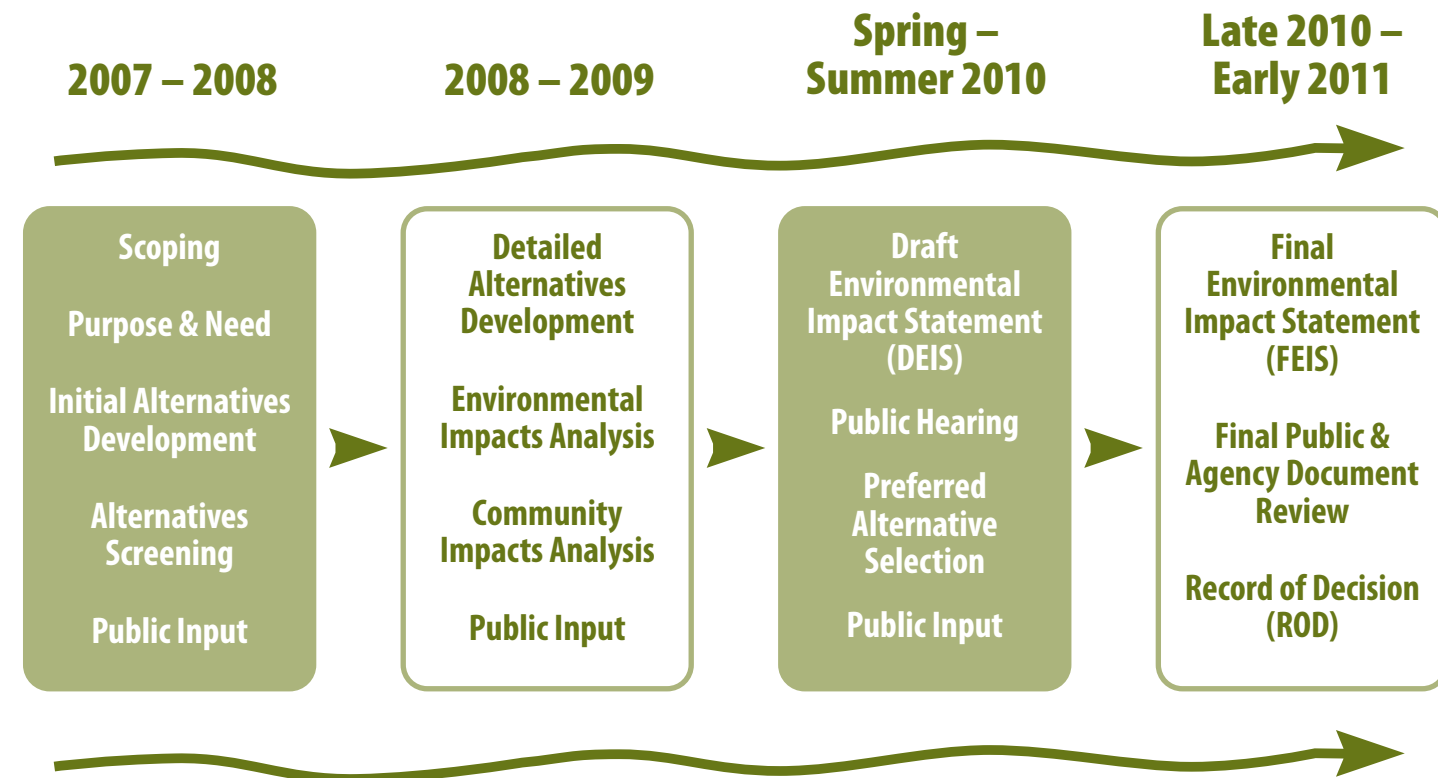 2007 – 2008
2008 – 2009
Spring –
Summer 2010
Late 2010 –
Early 2011
Scoping
Purpose & Need
Initial Alternatives
Development
Alternatives
Screening
Public Input
Detailed
Alternatives
Development
Environmental
Impacts Analysis
Community
Impacts Analysis
Public Input
Draft
Environmental
Impact Statement
(DEIS)
Public Hearing
Preferred
Alternative
Selection
Public Input
Final
Environmental
Impact Statement
(FEIS)
Final Public &
Agency Document
Review
Record of Decision
(ROD)